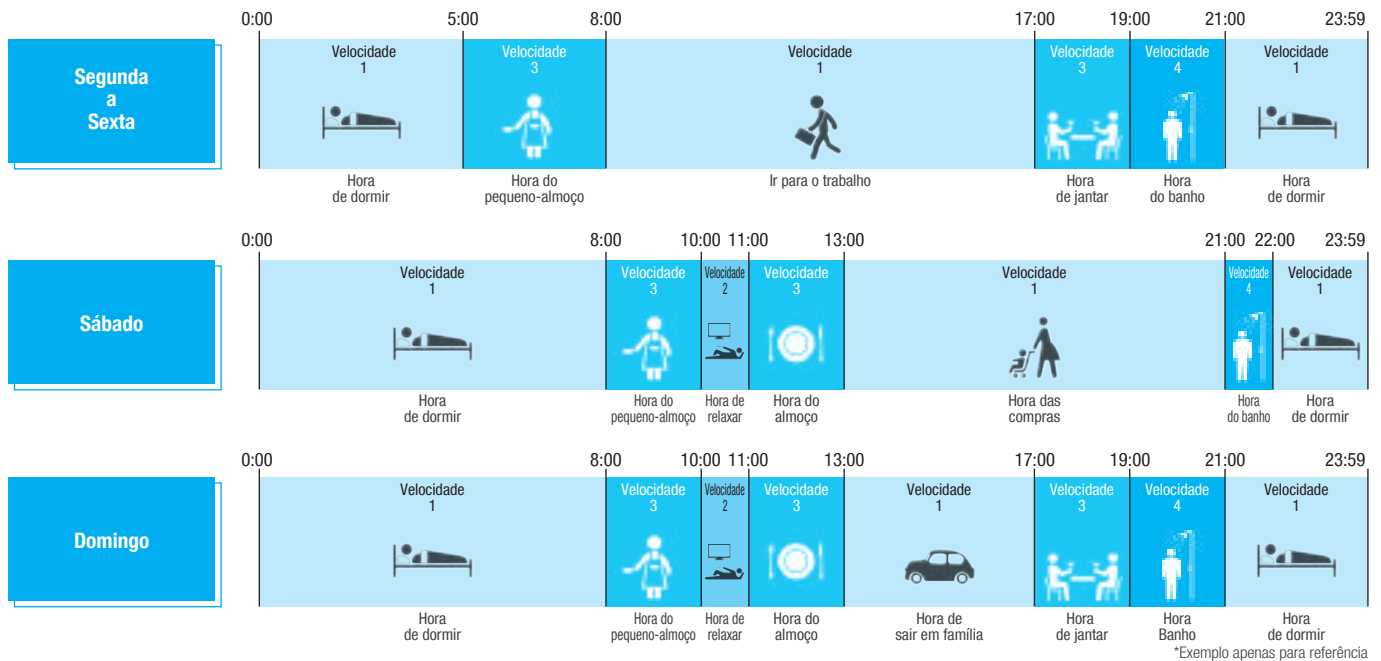 0:00 5:00 8:00 17:00 19:00 21:00 23:59
Segunda
a
Sexta
Velocidade Velocidade Velocidade Velocidade Velocidade Velocidade
1 3 1 3 4 1
Hora Hora do Ir para o trabalho Hora Hora Hora
de dormir pequeno-almoço de jantar do banho de dormir
0:00 8:00 10:00 11:00 13:00 21:00 22:00 23:59
Sábado
Velocidade Velocidade Velocidade Velocidade Velocidade Velocidade Velocidade
1 3 2 3 1 4 1
Hora Hora do Hora de Hora do Hora das Hora Hora
de dormir pequeno-almoço relaxar almoço compras do banho de dormir
0:00 8:00 10:00 11:00 13:00 17:00 19:00 21:00 23:59
Domingo
Velocidade Velocidade Velocidade Velocidade Velocidade Velocidade Velocidade Velocidade
1 3 2 3 1 3 4 1
Hora Hora do Hora de Hora do Hora de Hora Hora Hora
de dormir pequeno-almoço relaxar almoço sair em família de jantar Banho de dormir
*Exemplo apenas para referência